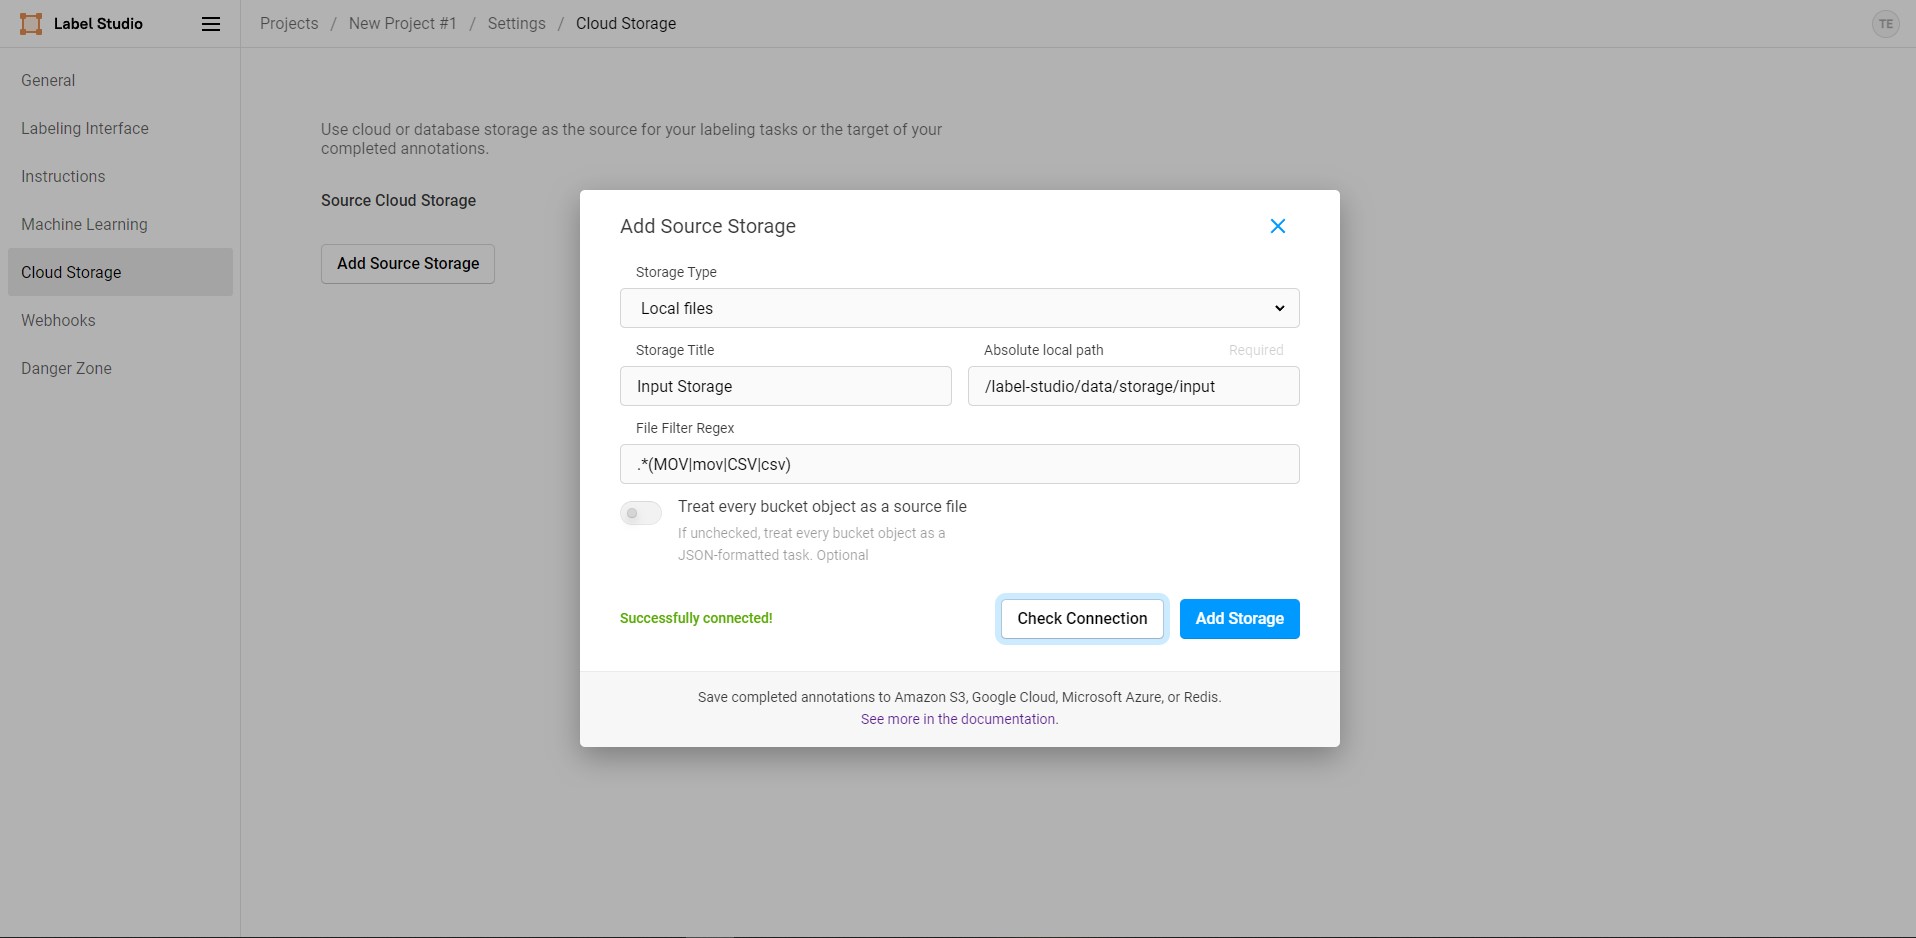 Label Studio
Projects / New Project #1 / Settings / Cloud Storage
TE
General
Labeling Interface
Instructions
Machine Learning
Cloud Storage
Webhooks
Danger Zone
Use cloud or database storage as the source for your labeling tasks or the target of your
completed annotations.
Source Cloud Storage
Add Source Storage
Add Source Storage
Storage Type
Local files
Storage Title
Absolute local path Required
Input Storage
/label-studio/data/storage/input
File Filter Regex
.*(MOV|mov|CSV|csv)
Treat every bucket object as a source file
If unchecked, treat every bucket object as a
JSON-formatted task. Optional
Successfully connected!
Check Connection
Add Storage
Save completed annotations to Amazon S3, Google Cloud, Microsoft Azure, or Redis.
See more in the documentation.